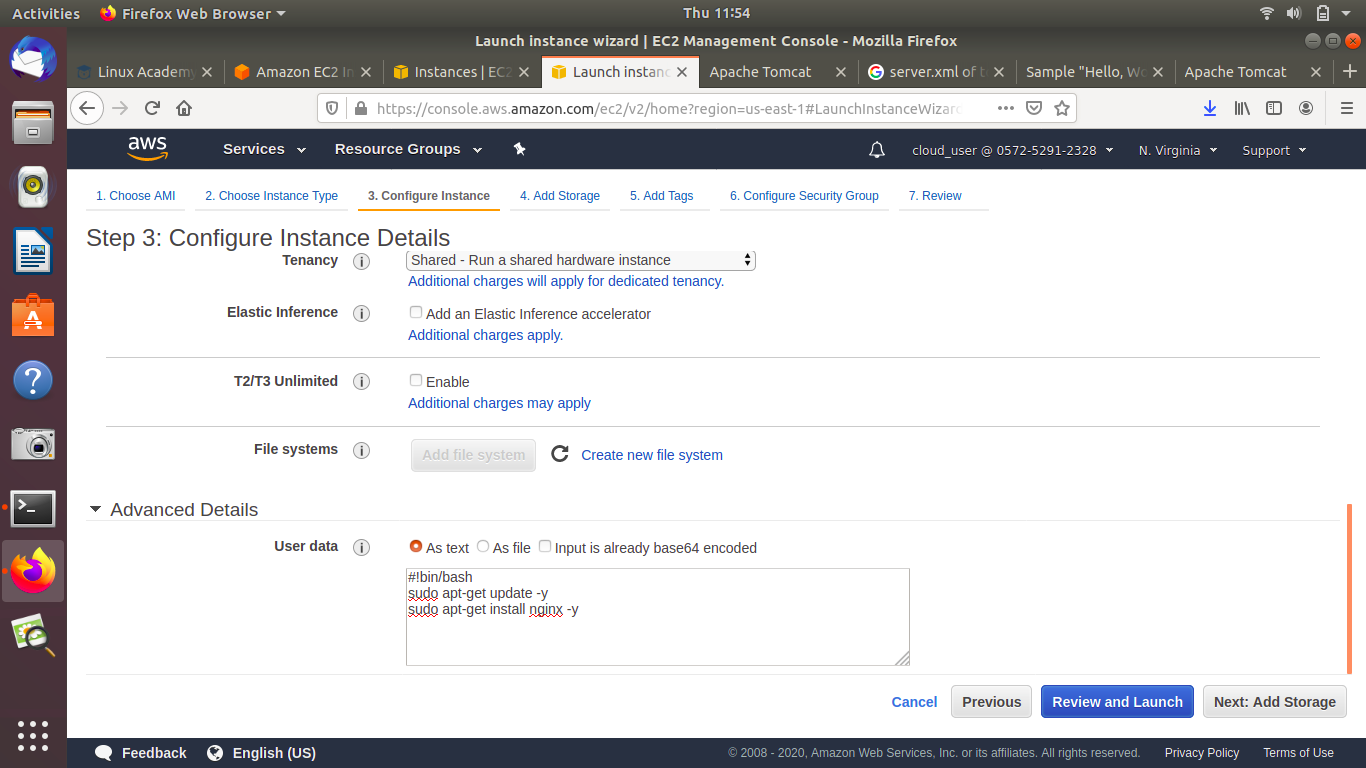 Activities Firefox Web Browser Thu 11:54
Launch instance wizard | EC2 Management Console - Mozilla Firefox
Linux Academy Amazon EC2 In Instances | EC2 Launch instanc Apache Tomcat server.xml of t Sample "Hello, Wo Apache Tomcat
https://console.aws.amazon.com/ec2/v2/home?region=us-east-1#LaunchInstanceWizard
aws Services Resource Groups cloud_user @ 0572-5291-2328 N. Virginia Support
1. Choose AMI 2. Choose Instance Type 3. Configure Instance 4. Add Storage 5. Add Tags 6. Configure Security Group 7. Review
Step 3: Configure Instance Details
Tenancy i Shared - Run a shared hardware instance
Additional charges will apply for dedicated tenancy.
Elastic Inference i Add an Elastic Inference accelerator
Additional charges apply.
T2/T3 Unlimited i Enable
Additional charges may apply
File systems i Add file system Create new file system
Advanced Details
User data i As text As file Input is already base64 encoded
#!bin/bash
sudo apt-get update -y
sudo apt-get install nginx -y
Cancel Previous Review and Launch Next: Add Storage
Feedback English (US) © 2008 - 2020, Amazon Web Services, Inc. or its affiliates. All rights reserved. Privacy Policy Terms of Use